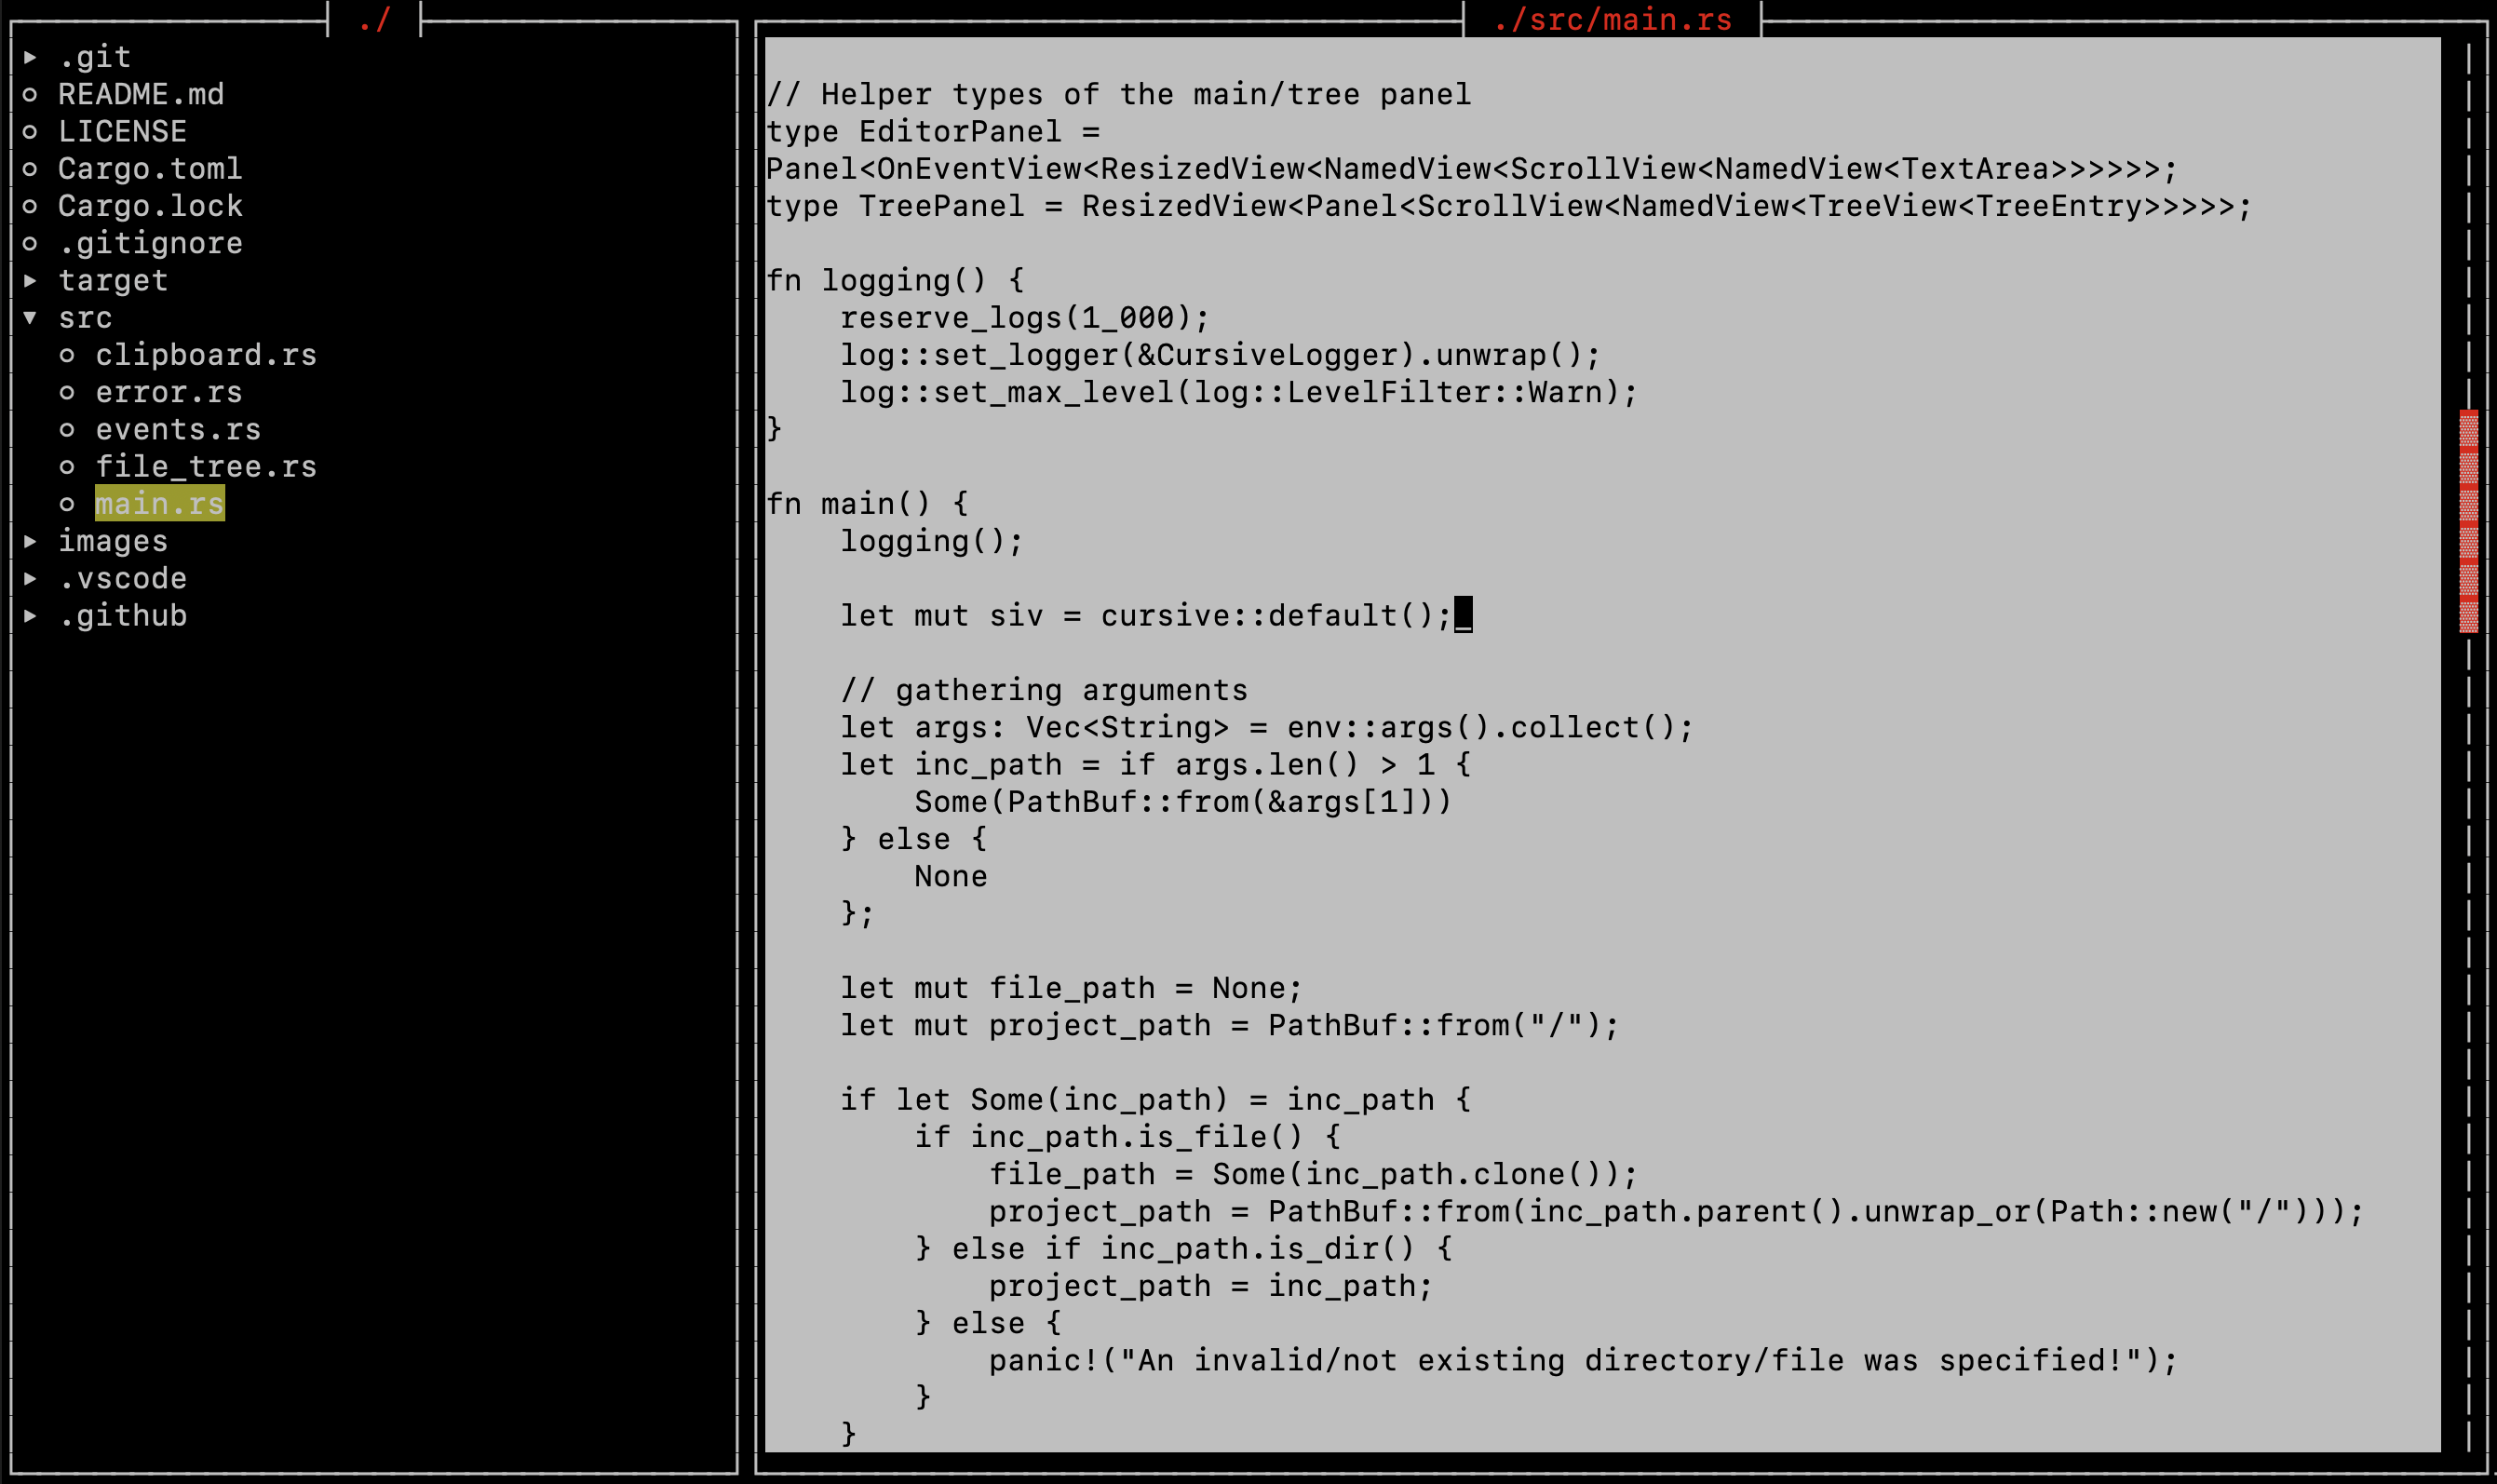 ./
.git
README.md
LICENSE
Cargo.toml
Cargo.lock
.gitignore
target
src
clipboard.rs
error.rs
events.rs
file_tree.rs
main.rs
images
.vscode
.github
./src/main.rs
// Helper types of the main/tree panel
type EditorPanel =
Panel<OnEventView<ResizedView<NamedView<ScrollView<NamedView<TextArea>>>>>>;
type TreePanel = ResizedView<Panel<ScrollView<NamedView<TreeView<TreeEntry>>>>>;

fn logging() {
    reserve_logs(1_000);
    log::set_logger(&CursiveLogger).unwrap();
    log::set_max_level(log::LevelFilter::Warn);
}

fn main() {
    logging();

    let mut siv = cursive::default();

    // gathering arguments
    let args: Vec<String> = env::args().collect();
    let inc_path = if args.len() > 1 {
        Some(PathBuf::from(&args[1]))
    } else {
        None
    };

    let mut file_path = None;
    let mut project_path = PathBuf::from("/");

    if let Some(inc_path) = inc_path {
        if inc_path.is_file() {
            file_path = Some(inc_path.clone());
            project_path = PathBuf::from(inc_path.parent().unwrap_or(Path::new("/")));
        } else if inc_path.is_dir() {
            project_path = inc_path;
        } else {
            panic!("An invalid/not existing directory/file was specified!");
        }
    }